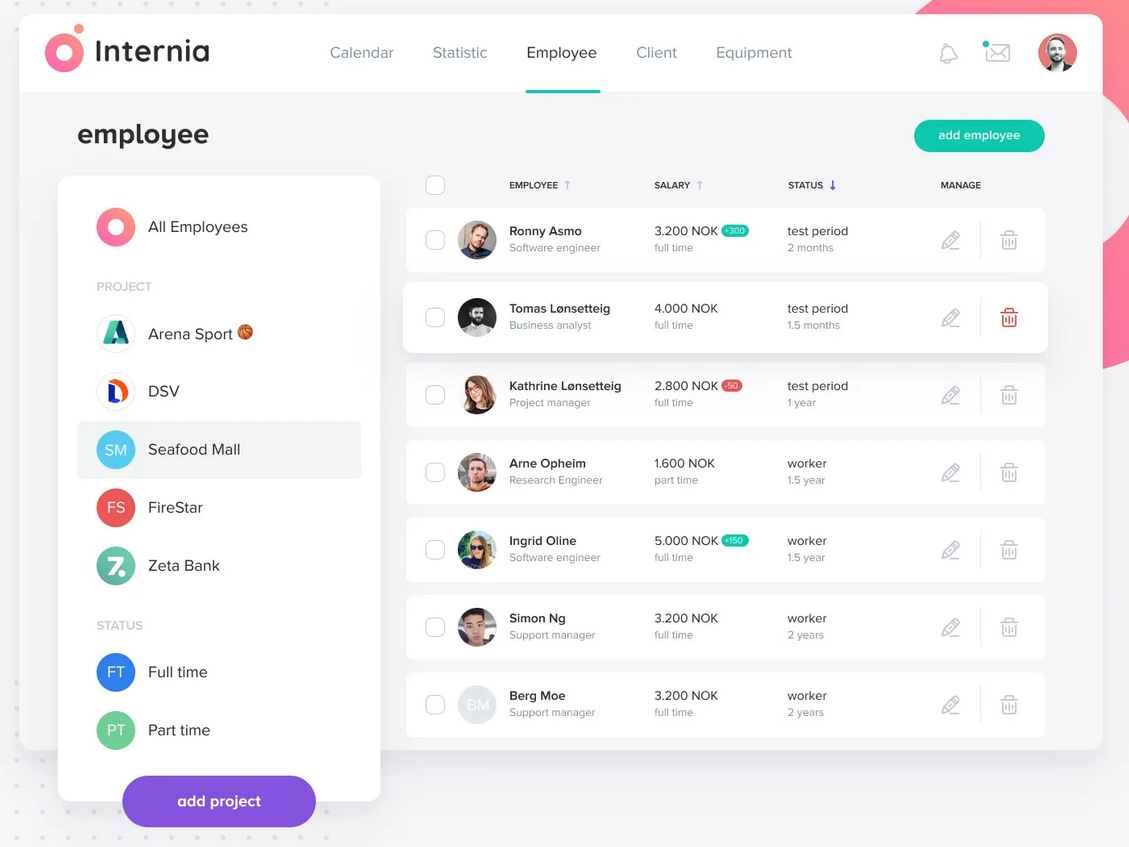 Internia
Calendar Statistic Employee Client Equipment
employee
add employee
All Employees
PROJECT
Arena Sport
DSV
SM Seafood Mall
FS FireStar
Z. Zeta Bank
STATUS
FT Full time
PT Part time
add project
EMPLOYEE ↑ SALARY ↑ STATUS ↓ MANAGE
Ronny Asmo 3.200 NOK +300 test period
Software engineer full time 2 months
Tomas Lønsetteig 4.000 NOK test period
Business analyst full time 1.5 months
Kathrine Lønsetteig 2.800 NOK -50 test period
Project manager full time 1 year
Arne Opheim 1.600 NOK worker
Research Engineer part time 1.5 year
Ingrid Oline 5.000 NOK +150 worker
Software engineer full time 1.5 year
Simon Ng 3.200 NOK worker
Support manager full time 2 years
BM Berg Moe 3.200 NOK worker
Support manager full time 2 years